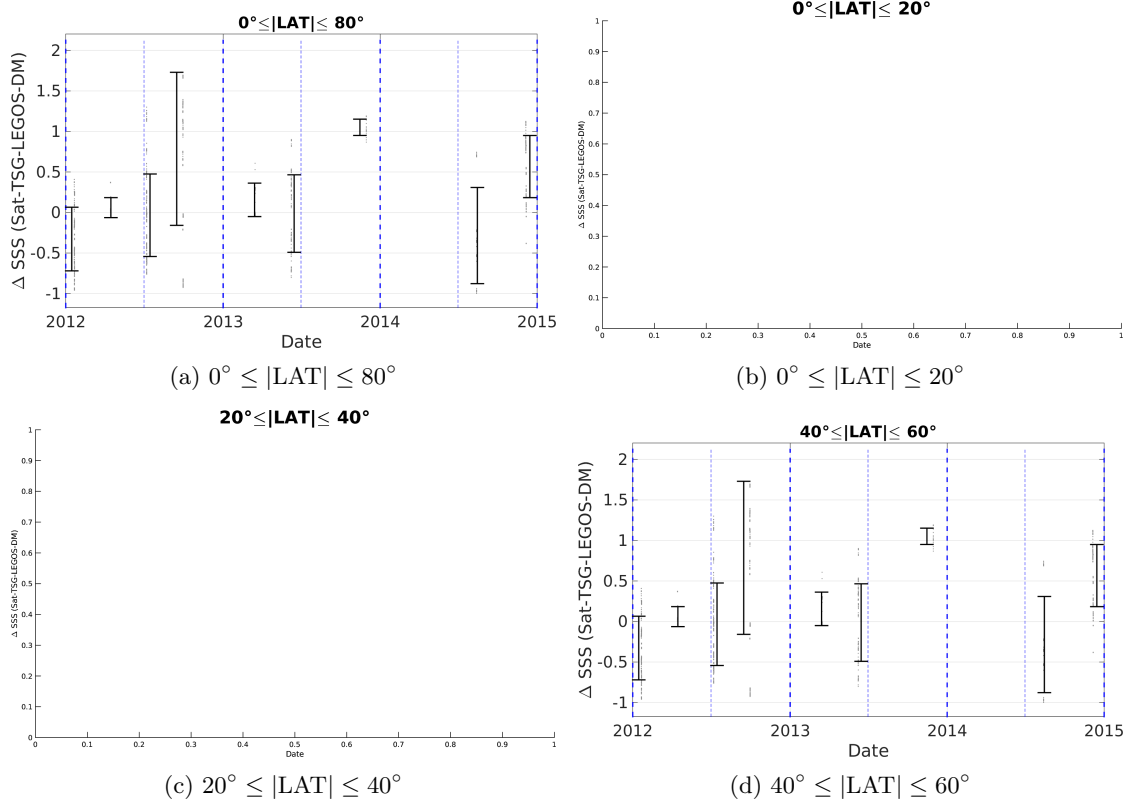 0°≤|LAT|≤ 80°
Δ SSS (Sat-TSG-LEGOS-DM)
2
1.5
1
0.5
0
-0.5
-1
2012 2013 2014 2015
Date
(a) 0° ≤ |LAT| ≤ 80°
0°≤|LAT|≤ 20°
Δ SSS (Sat-TSG-LEGOS-DM)
1
0.9
0.8
0.7
0.6
0.5
0.4
0.3
0.2
0.1
0
0 0.1 0.2 0.3 0.4 0.5 0.6 0.7 0.8 0.9 1
Date
(b) 0° ≤ |LAT| ≤ 20°
20°≤|LAT|≤ 40°
Δ SSS (Sat-TSG-LEGOS-DM)
1
0.9
0.8
0.7
0.6
0.5
0.4
0.3
0.2
0.1
0
0 0.1 0.2 0.3 0.4 0.5 0.6 0.7 0.8 0.9 1
Date
(c) 20° ≤ |LAT| ≤ 40°
40°≤|LAT|≤ 60°
Δ SSS (Sat-TSG-LEGOS-DM)
2
1.5
1
0.5
0
-0.5
-1
2012 2013 2014 2015
Date
(d) 40° ≤ |LAT| ≤ 60°